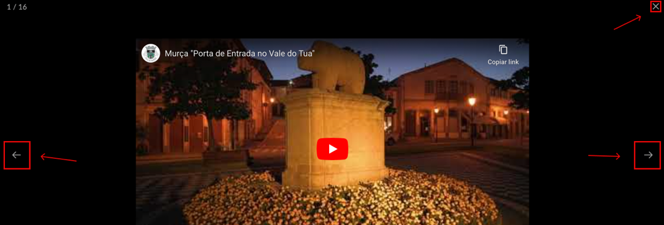 1 / 16
Murça "Porta de Entrada no Vale do Tua"
Copiar link